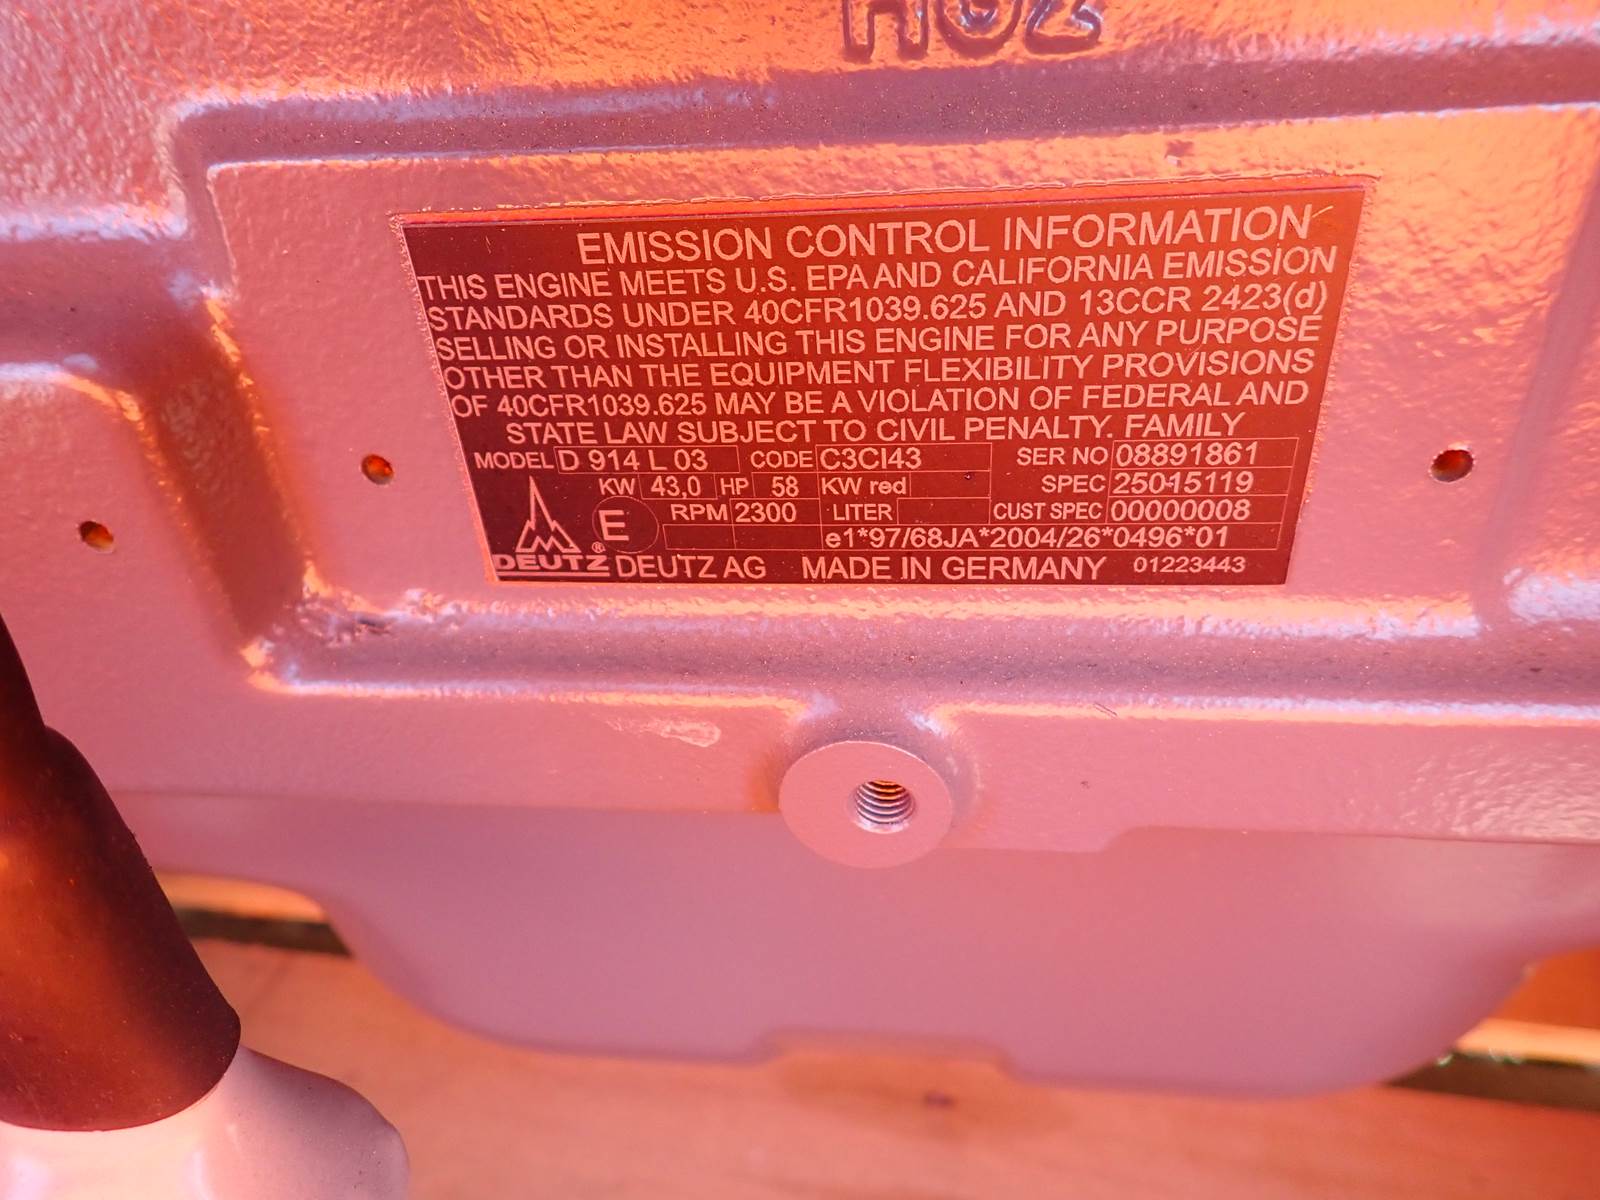 EMISSION CONTROL INFORMATION
THIS ENGINE MEETS U.S. EPA AND CALIFORNIA EMISSION
STANDARDS UNDER 40CFR1039.625 AND 13CCR 2423(d)
SELLING OR INSTALLING THIS ENGINE FOR ANY PURPOSE
OTHER THAN THE EQUIPMENT FLEXIBILITY PROVISIONS
OF 40CFR1039.625 MAY BE A VIOLATION OF FEDERAL AND
STATE LAW SUBJECT TO CIVIL PENALTY. FAMILY
MODEL D 914 L 03 CODE C3CI43 SER NO 08891861
KW 43,0 HP 58 KW red SPEC 25015119
E RPM 2300 LITER CUST SPEC 00000008
e1*97/68JA*2004/26*0496*01
DEUTZ® DEUTZ AG MADE IN GERMANY 01223443